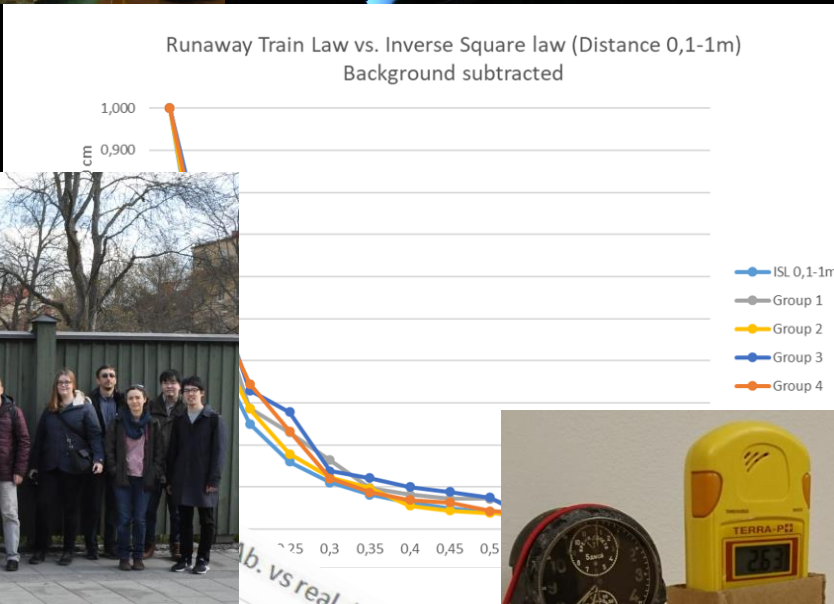 Runaway Train Law vs. Inverse Square law (Distance 0,1-1m)
Background subtracted
1,000
0,900
cm
ISL 0,1-1m
Group 1
Group 2
Group 3
Group 4
0,3 0,35 0,4 0,45 0,5
vs real
TERRA-P
2.63